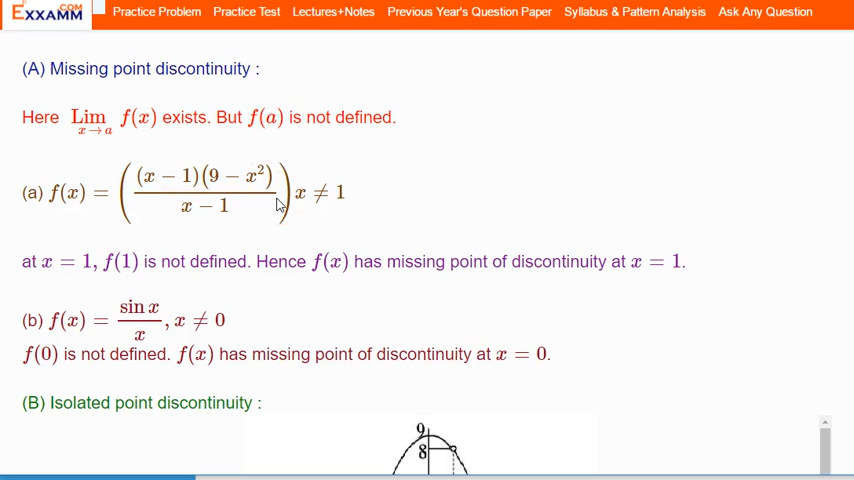 EXXAMM .COM
Practice Problem Practice Test Lectures+Notes Previous Year's Question Paper Syllabus & Pattern Analysis Ask Any Question
(A) Missing point discontinuity :
Here Lim x→a f(x) exists. But f(a) is not defined.
(a) f(x) = ( (x − 1)(9 − x²) / x − 1 ) x ≠ 1
at x = 1, f(1) is not defined. Hence f(x) has missing point of discontinuity at x = 1.
(b) f(x) = sin x / x , x ≠ 0
f(0) is not defined. f(x) has missing point of discontinuity at x = 0.
(B) Isolated point discontinuity :
9
8